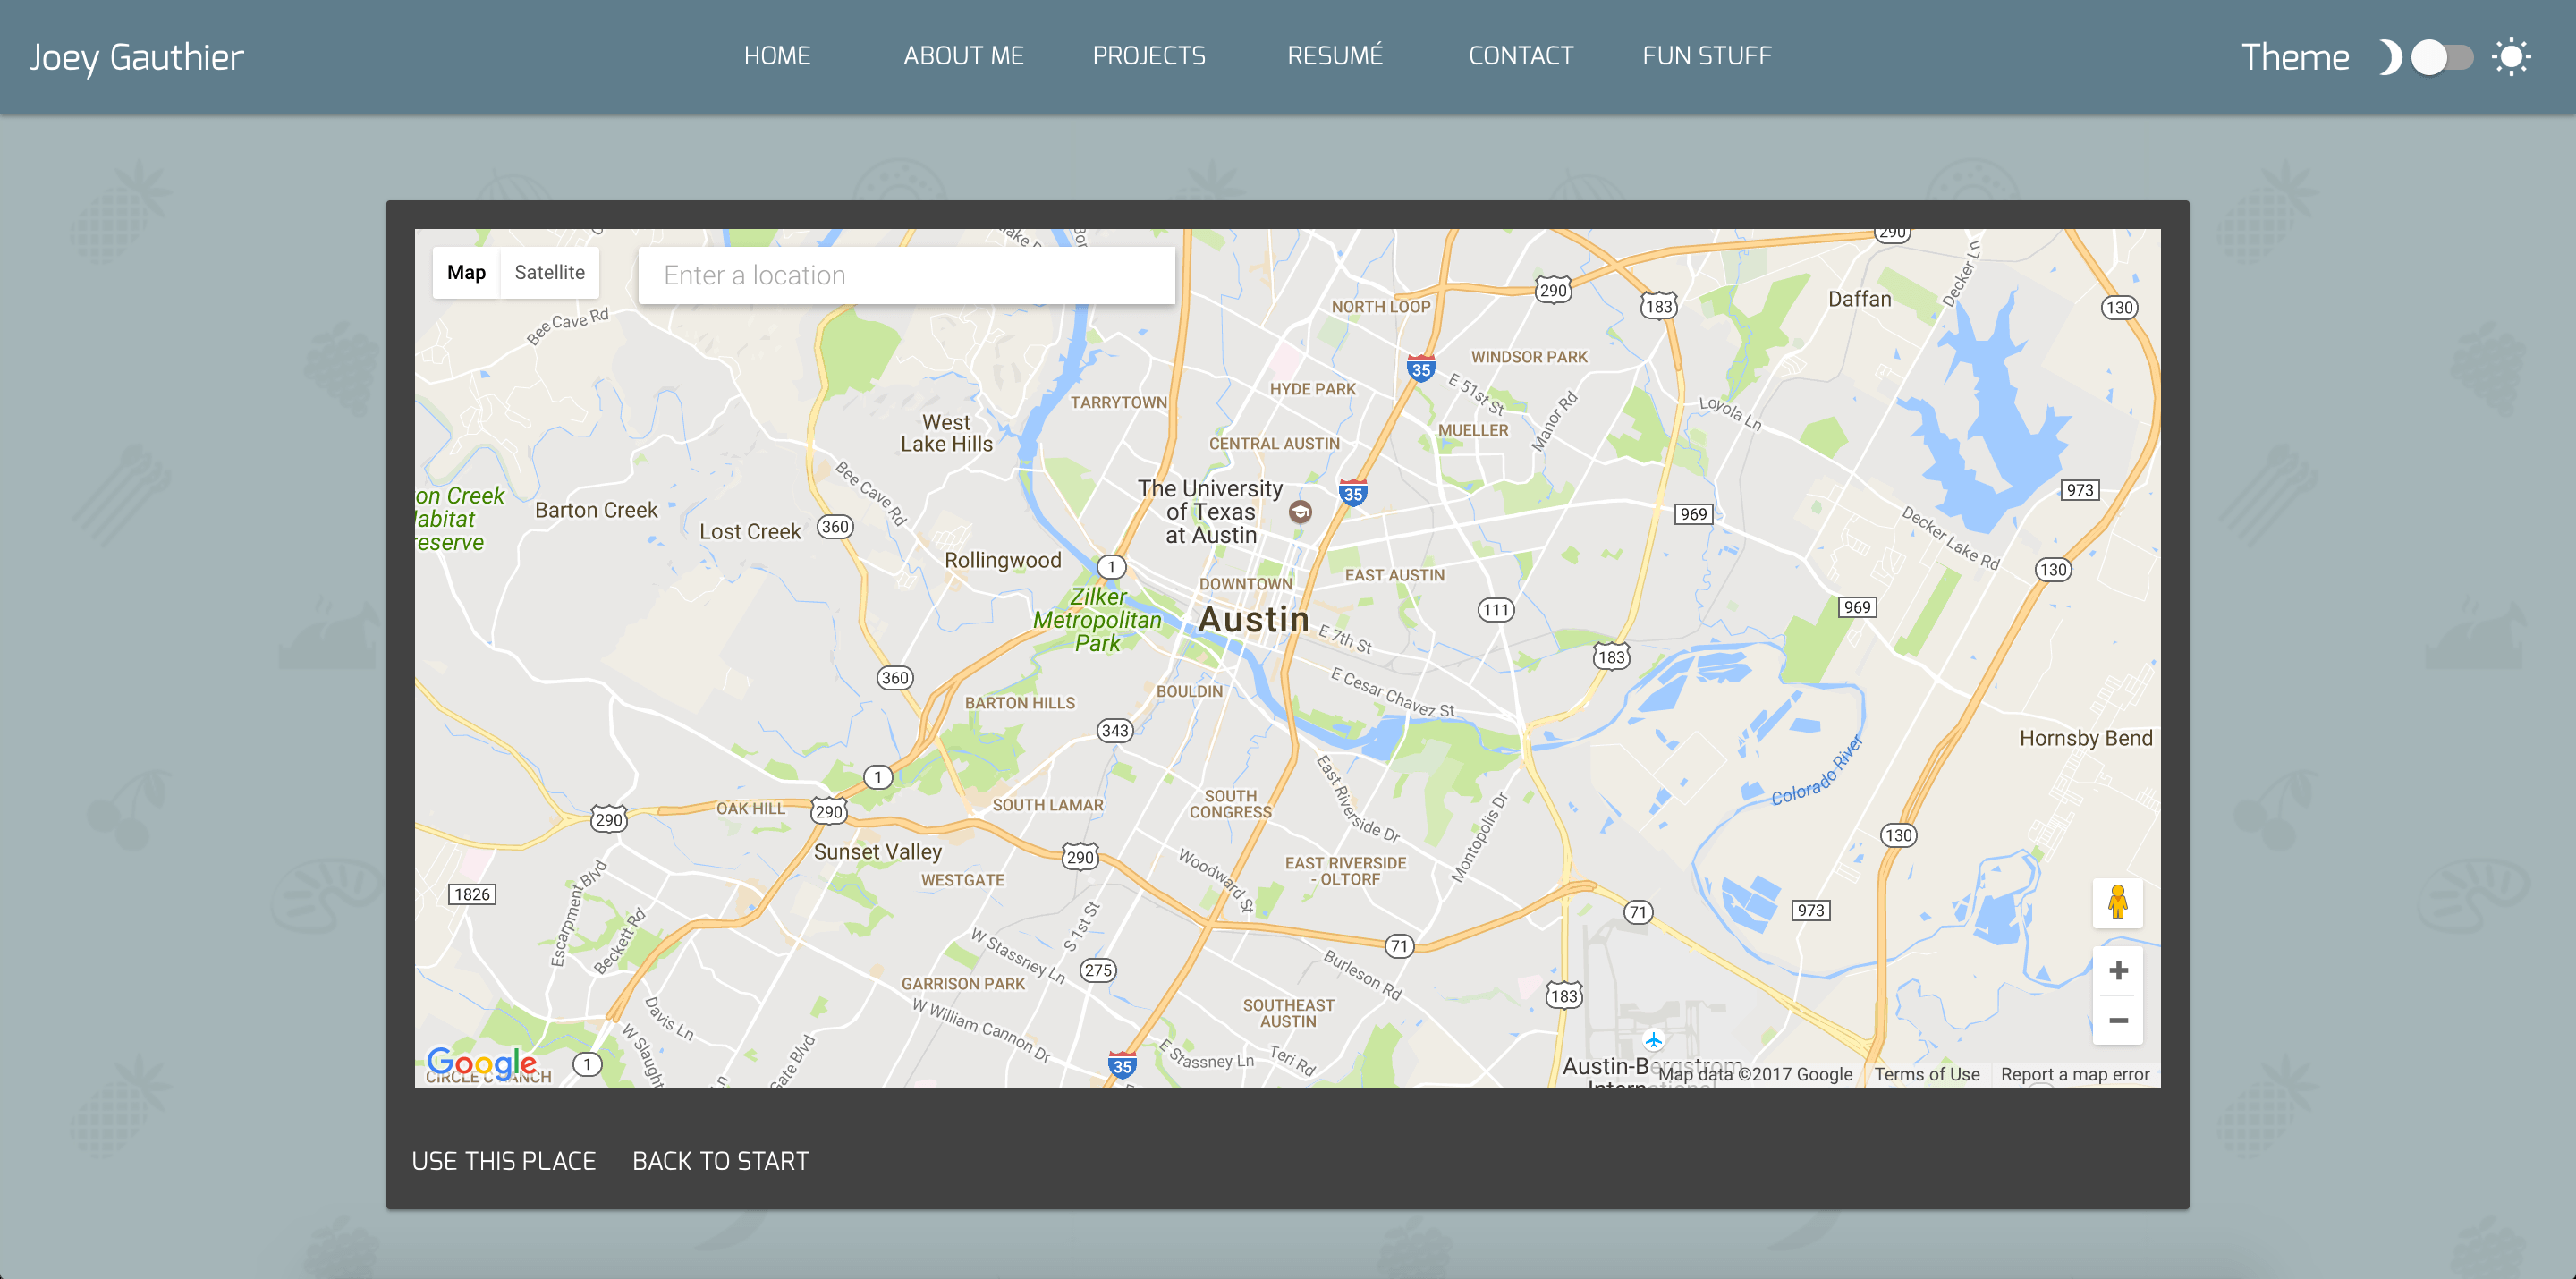 Joey Gauthier
HOME
ABOUT ME
PROJECTS
RESUMÉ
CONTACT
FUN STUFF
Theme
Map
Satellite
Enter a location
290
Decker Ln
Daffan
130
290
183
NORTH LOOP
Bee Cave Rd
WINDSOR PARK
35
E 51st St
HYDE PARK
Manor Rd
Loyola Ln
TARRYTOWN
West
Lake Hills
MUELLER
CENTRAL AUSTIN
Bee Cave Rd
The University
of Texas
at Austin
35
973
on Creek
abitat
eserve
Barton Creek
Lost Creek
360
969
Decker Lake Rd
Rollingwood
1
130
DOWNTOWN
EAST AUSTIN
Zilker
Metropolitan
Park
Austin
111
969
E 7th St
183
360
BOULDIN
E Cesar Chavez St
BARTON HILLS
343
Hornsby Bend
Colorado River
1
East Riverside Dr
SOUTH
CONGRESS
SOUTH LAMAR
OAK HILL
290
290
Montopolis Dr
130
Sunset Valley
290
Woodward St
EAST RIVERSIDE
- OLTORF
WESTGATE
1826
Escarpment Blvd
Beckett Rd
S 1st St
71
973
W Stassney Ln
71
275
Burleson Rd
GARRISON PARK
183
SOUTHEAST
AUSTIN
Davis Ln
W William Cannon Dr
W Slaught
Gate Blvd
E Stassney Ln
Teri Rd
Google
1
35
Austin-Bergstrom
CIRCLE C RANCH
Map data ©2017 Google
Terms of Use
Report a map error
USE THIS PLACE
BACK TO START